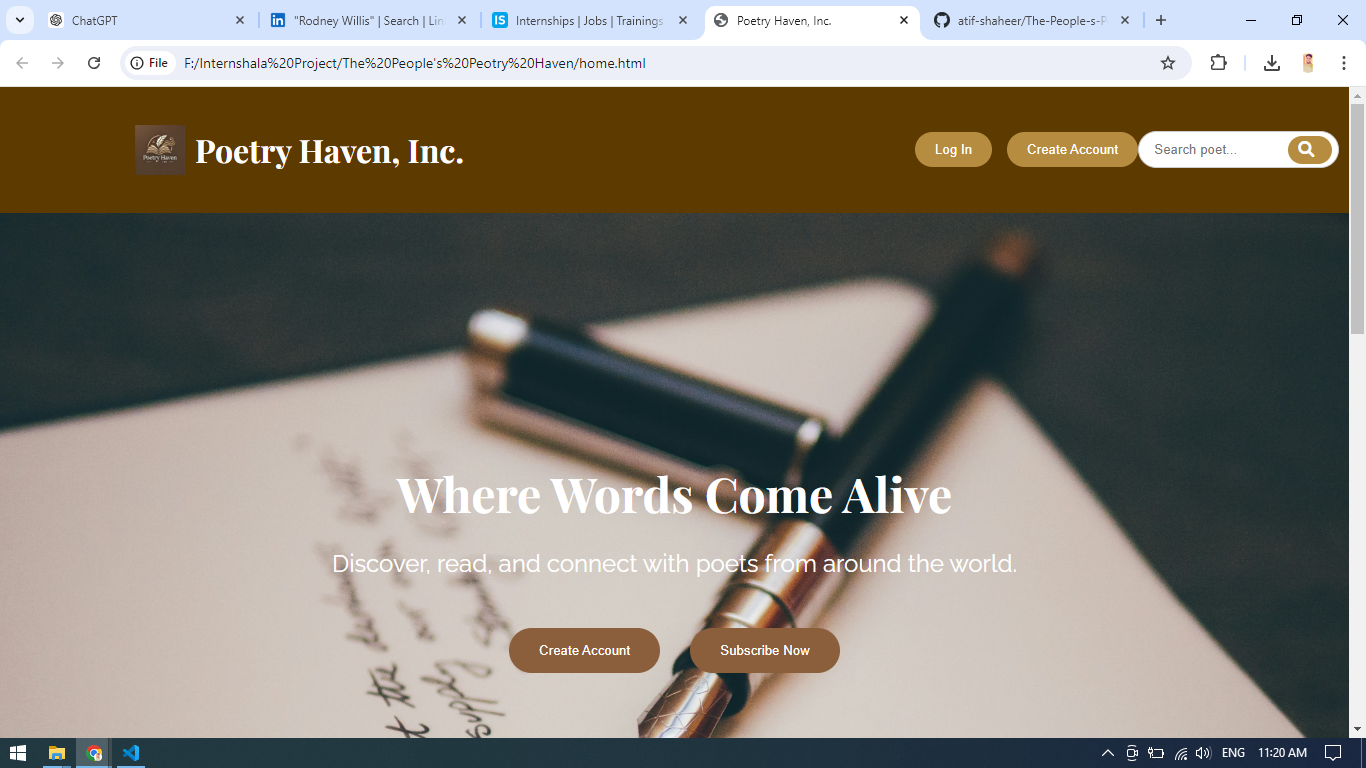 ChatGPT
"Rodney Willis" | Search | Lin
Internships | Jobs | Trainings
Poetry Haven, Inc.
atif-shaheer/The-People-s-P
File
F:/Internshala%20Project/The%20People's%20Peotry%20Haven/home.html
Poetry Haven
Poetry Haven, Inc.
Log In
Create Account
Search poet...
Where Words Come Alive
Discover, read, and connect with poets from around the world.
Create Account
Subscribe Now
ENG
11:20 AM